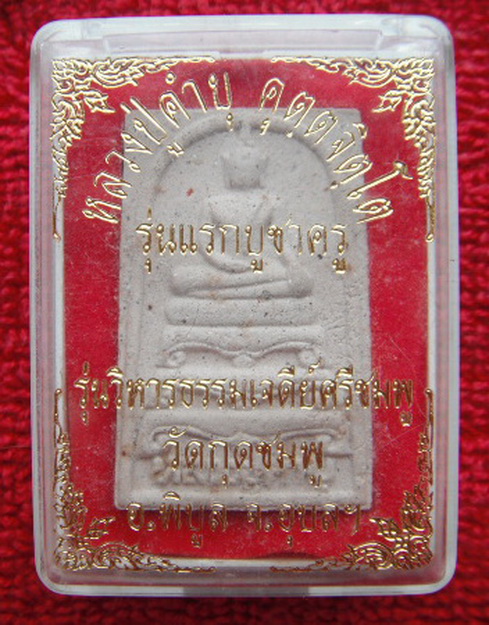 หลวงปู่คำบุ คุตฺตจิตฺโต
รุ่นแรกบูชาครู
รุ่นวิหารธรรมเจดีย์ศรีชมพู
วัดกุดชมพู
อ.พิบูล จ.อุบลฯ